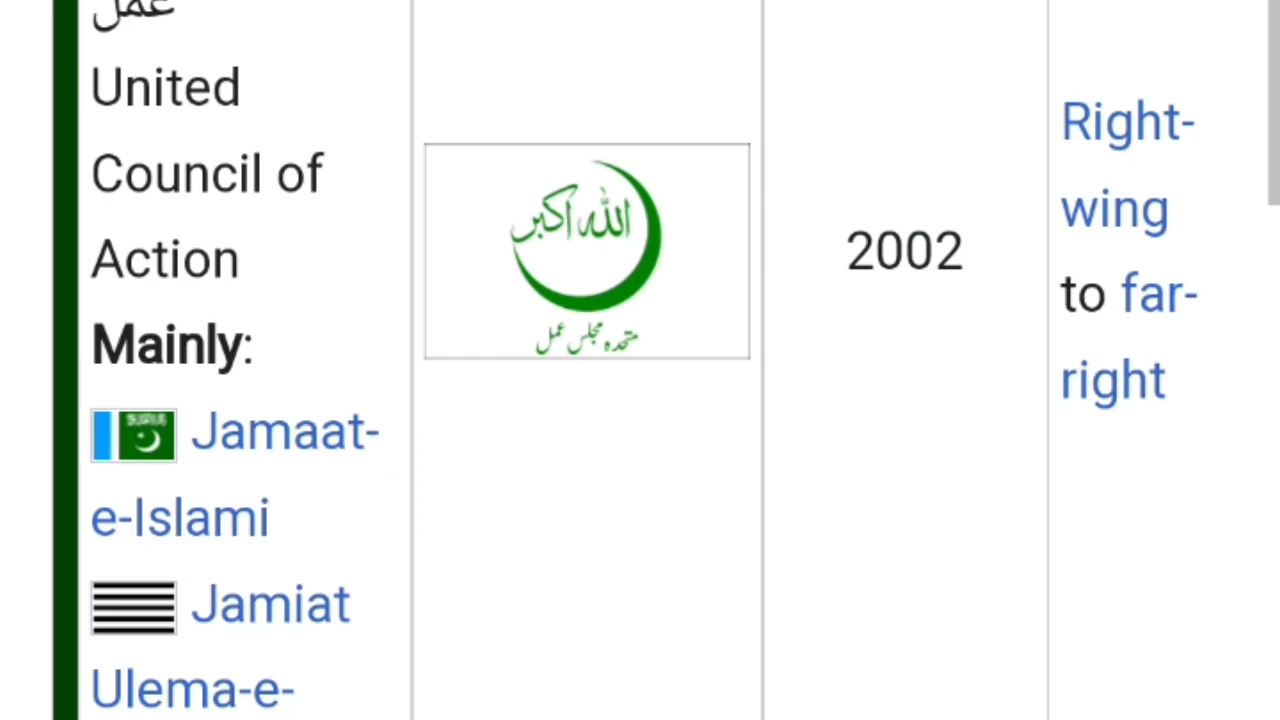 عمل
United
Council of
Action
Mainly:
Jamaat-
e-Islami
Jamiat
Ulema-e-
الله اکبر
متحدہ مجلس عمل
2002
Right-
wing
to far-
right